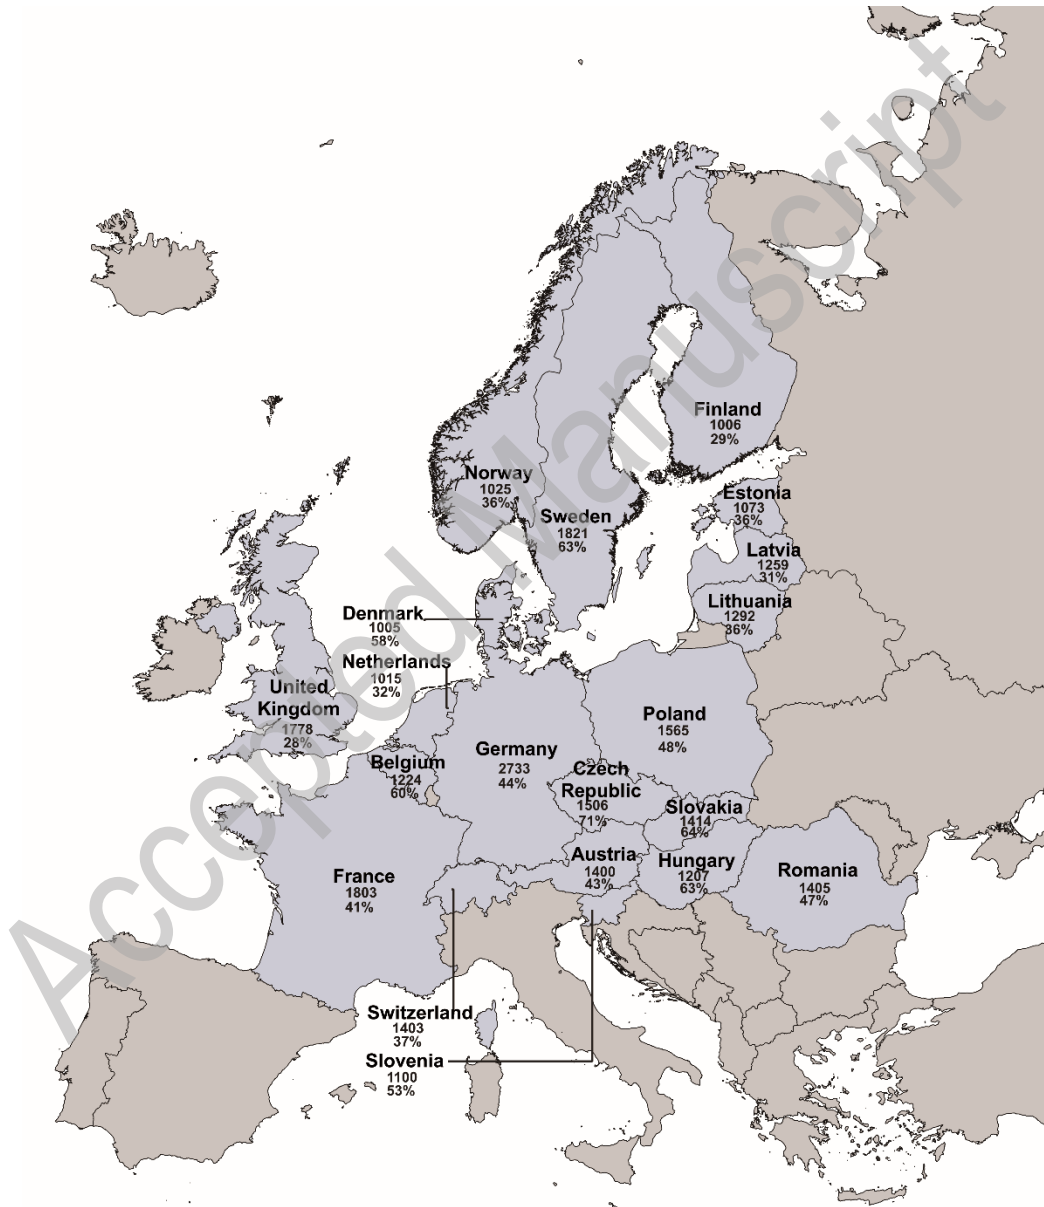 Accepted Manuscript
Finland
1006
29%
Norway
1025
36%
Sweden
1821
63%
Estonia
1073
36%
Latvia
1259
31%
Lithuania
1292
36%
Denmark
1005
58%
Netherlands
1015
32%
United
Kingdom
1778
28%
Belgium
1224
60%
Germany
2733
44%
Poland
1565
48%
Czech
Republic
1506
71%
Slovakia
1414
64%
Austria
1400
43%
Hungary
1207
63%
Romania
1405
47%
France
1803
41%
Switzerland
1403
37%
Slovenia
1100
53%